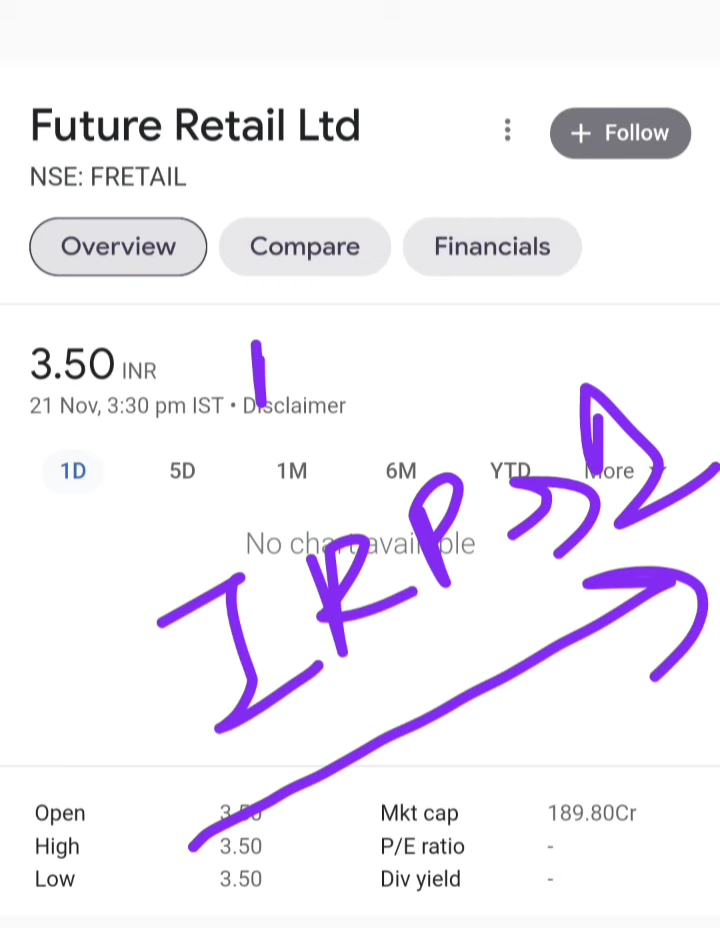 Future Retail Ltd
+ Follow
NSE: FRETAIL
Overview Compare Financials
3.50 INR
21 Nov, 3:30 pm IST • Disclaimer
1D 5D 1M 6M YTD More
No chart available
Open 3.50 Mkt cap 189.80Cr
High 3.50 P/E ratio -
Low 3.50 Div yield -